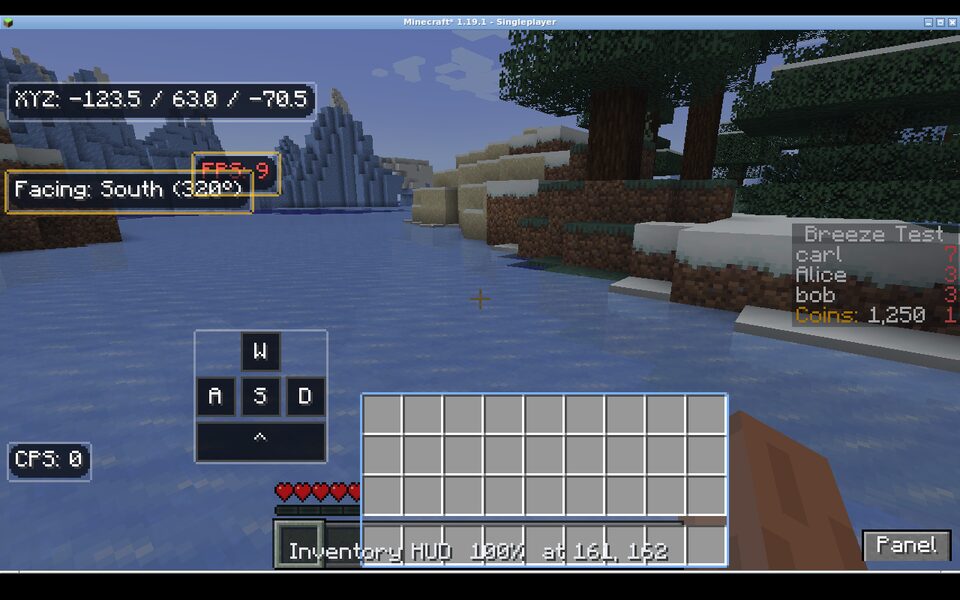 Minecraft* 1.19.1 - Singleplayer
XYZ: -123.5 / 63.0 / -70.5
FPS: 9
Facing: South (320°)
Breeze Test
carl 7
Alice 3
bob 3
Coins: 1,250 1
W
A S D
^
CPS: 0
Inventory HUD 100% at 161, 162
Panel